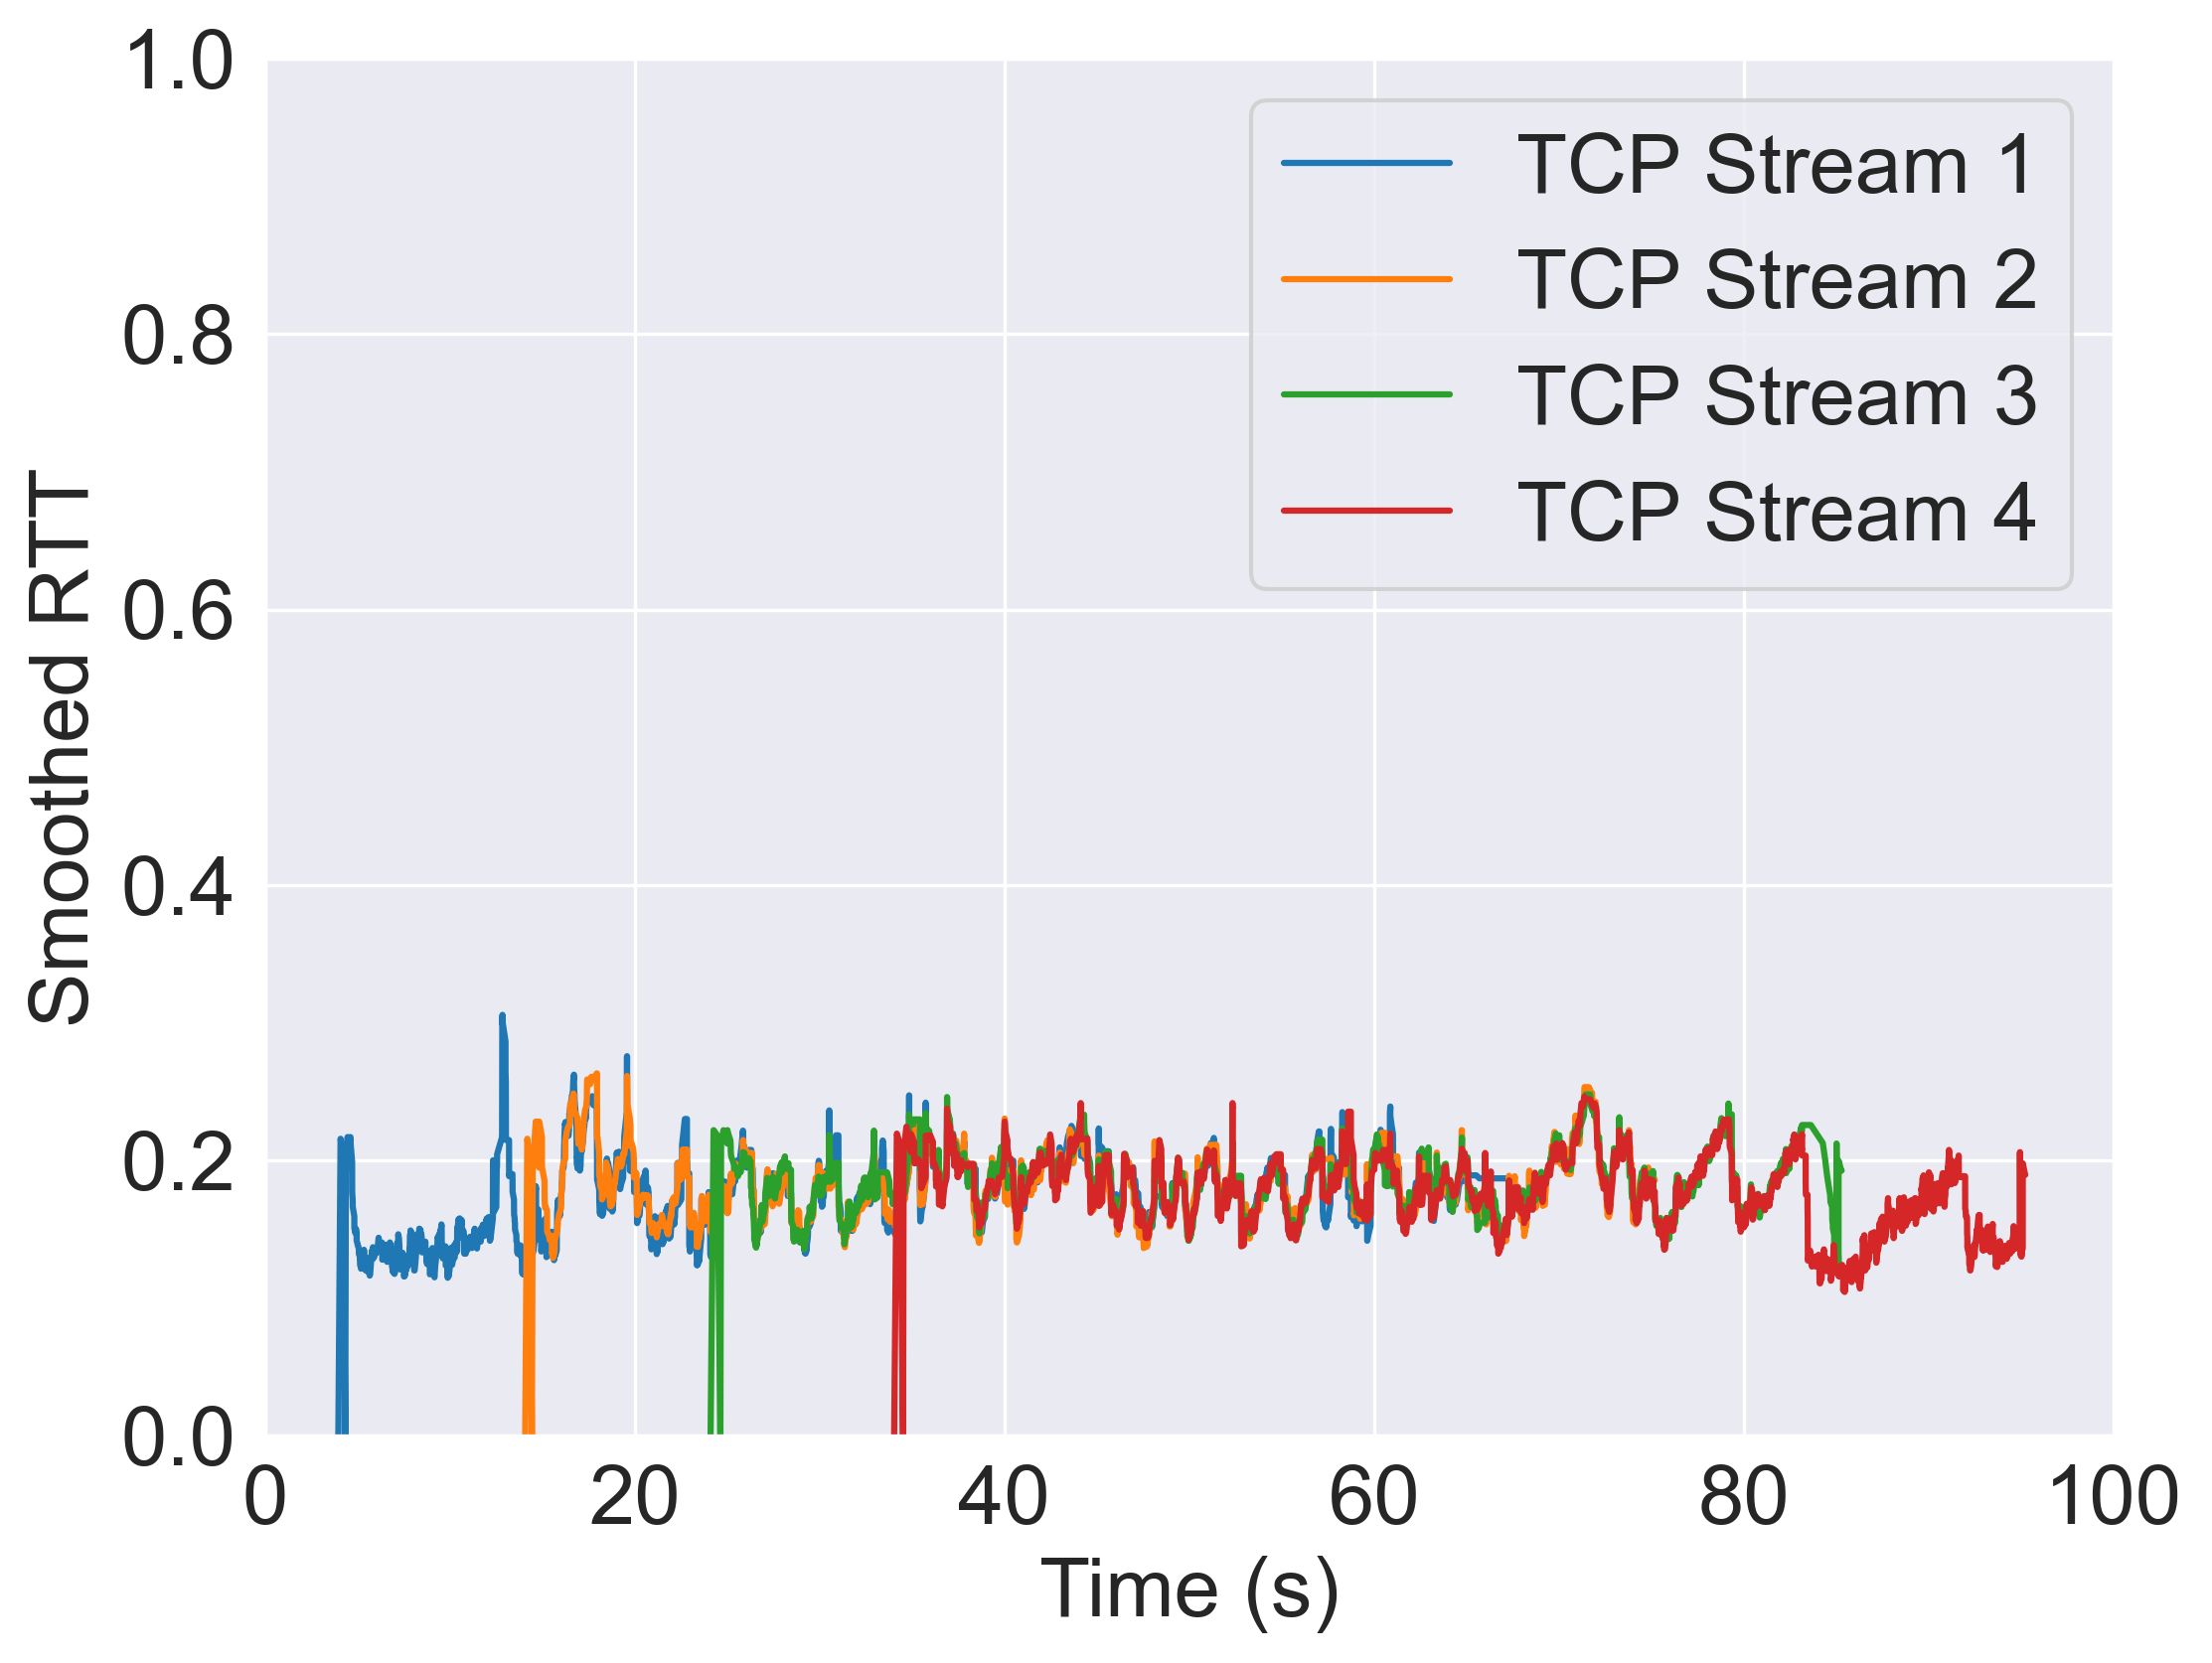 1.0
0.8
0.6
0.4
0.2
0.0
Smoothed RTT
TCP Stream 1
TCP Stream 2
TCP Stream 3
TCP Stream 4
0 20 40 60 80 100
Time (s)